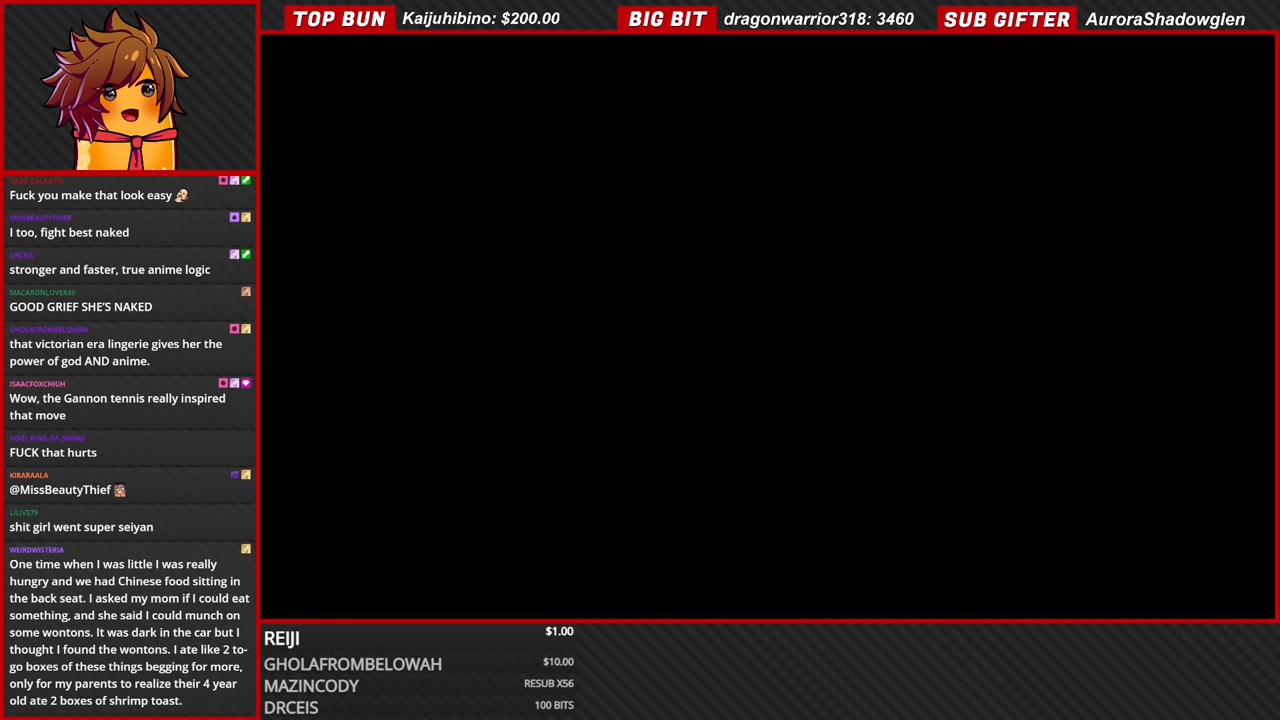 TOP BUN Kaijuhibino: $200.00 BIG BIT dragonwarrior318: 3460 SUB GIFTER AuroraShadowglen
Fuck you make that look easy
MISSBEAUTYTHIEF
I too, fight best naked
DRCEIS
stronger and faster, true anime logic
MACARONLOVER49
GOOD GRIEF SHE'S NAKED
GHOLAFROMBELOWAH
that victorian era lingerie gives her the
power of god AND anime.
ISAACFOXCHIUH
Wow, the Gannon tennis really inspired
that move
VOID_KING_OF_SWING
FUCK that hurts
KIRARAALA
@MissBeautyThief
LILIVS79
shit girl went super seiyan
WEIRDWISTERIA
One time when I was little I was really
hungry and we had Chinese food sitting in
the back seat. I asked my mom if I could eat
something, and she said I could munch on
some wontons. It was dark in the car but I
thought I found the wontons. I ate like 2 to-
go boxes of these things begging for more,
only for my parents to realize their 4 year
old ate 2 boxes of shrimp toast.
REIJI $1.00
GHOLAFROMBELOWAH $10.00
MAZINCODY RESUB X56
DRCEIS 100 BITS